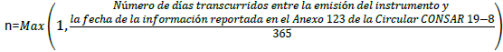 Número de días transcurridos entre la emisión del instrumento y
n=Max(1, la fecha de la información reportada en el Anexo 123 de la Circular CONSAR 19−8)
365